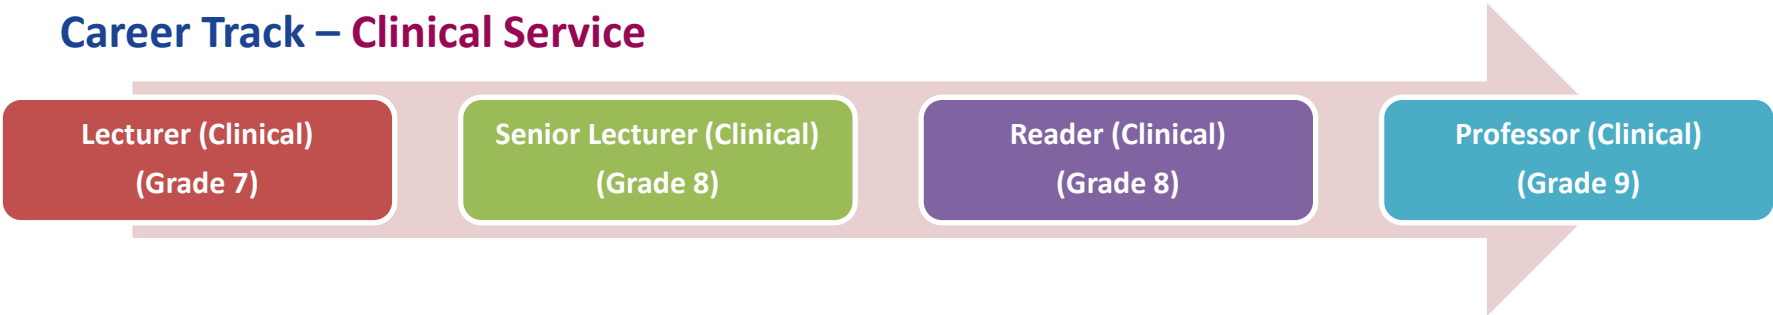 Career Track – Clinical Service
Lecturer (Clinical)
(Grade 7)
Senior Lecturer (Clinical)
(Grade 8)
Reader (Clinical)
(Grade 8)
Professor (Clinical)
(Grade 9)